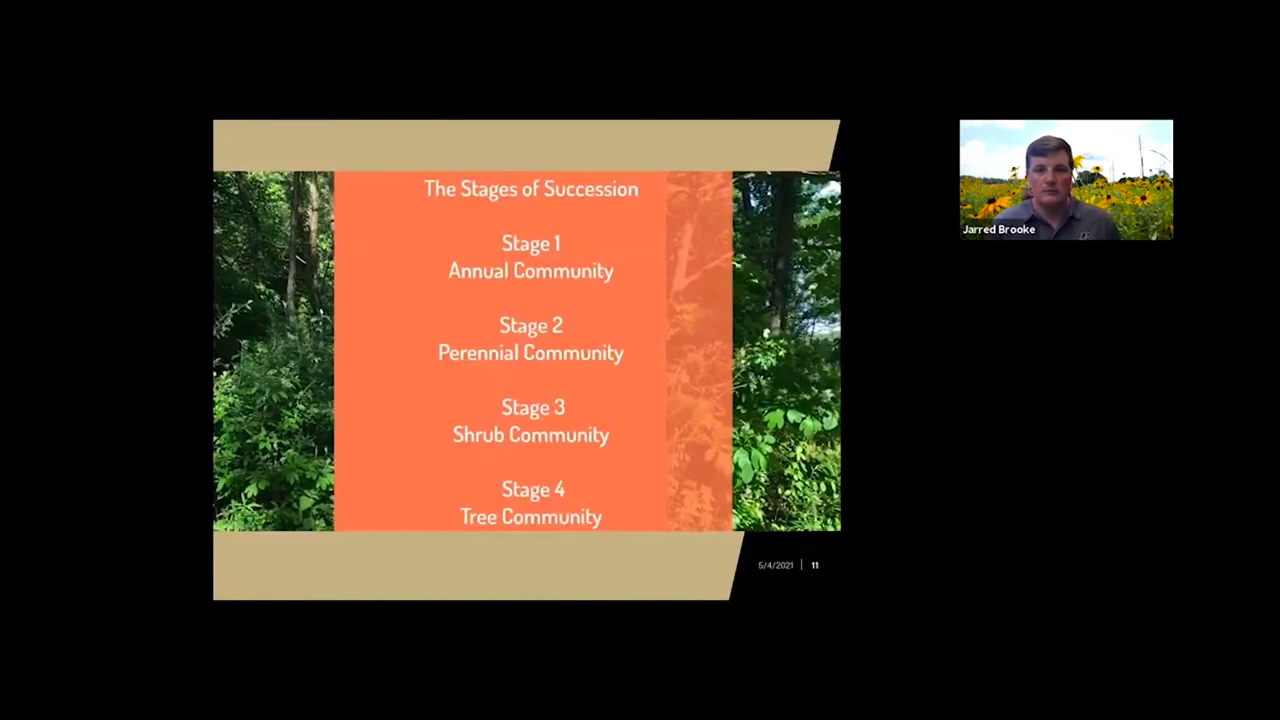 The Stages of Succession
Stage 1
Annual Community
Stage 2
Perennial Community
Stage 3
Shrub Community
Stage 4
Tree Community
5/4/2021 | 11
Jarred Brooke